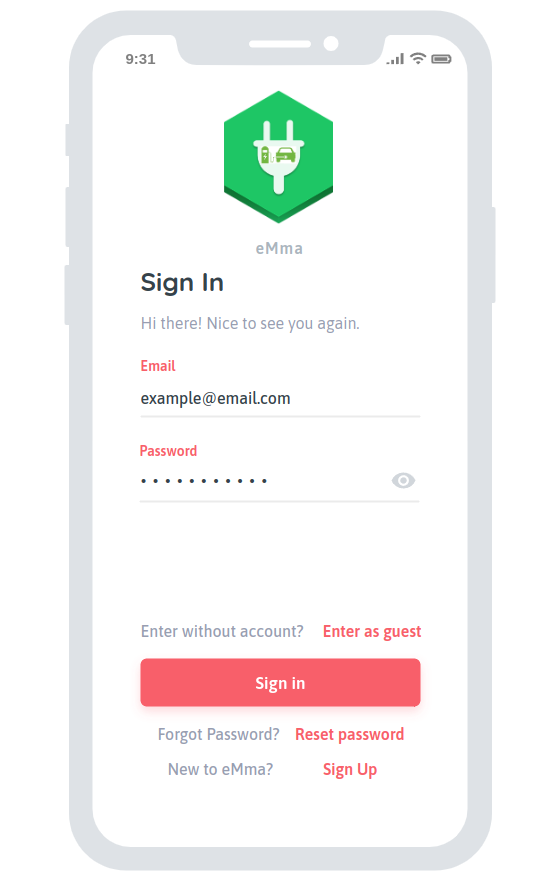 9:31
eMma
Sign In
Hi there! Nice to see you again.
Email
example@email.com
Password
• • • • • • • • • • •
Enter without account? Enter as guest
Sign in
Forgot Password? Reset password
New to eMma? Sign Up